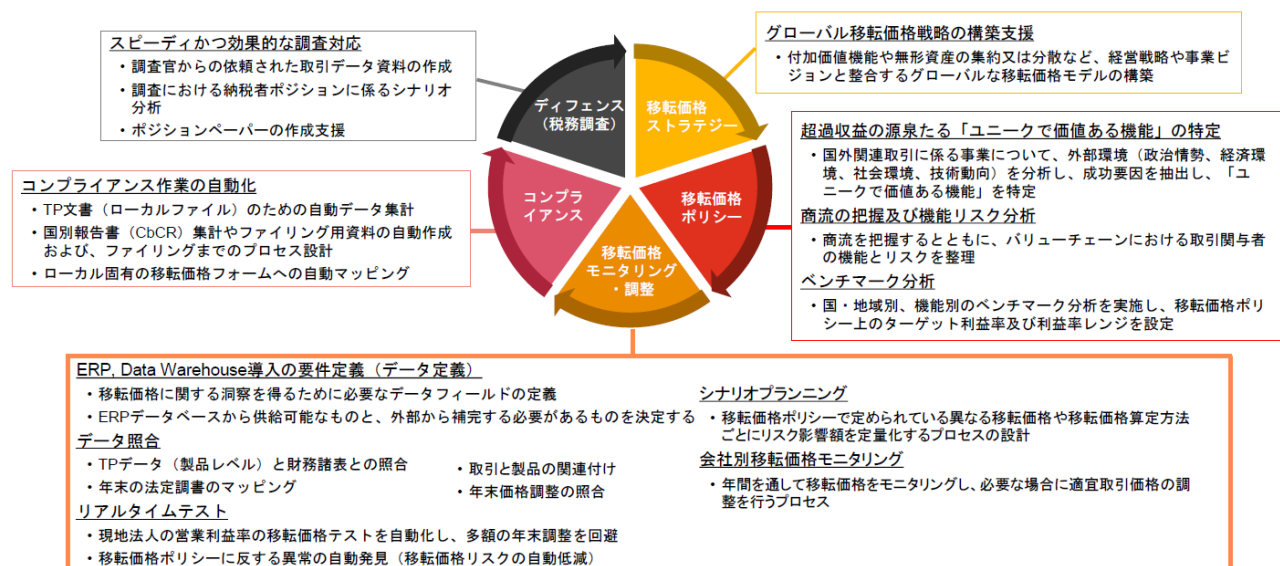 スピーディかつ効果的な調査対応
・調査官からの依頼された取引データ資料の作成
・調査における納税者ポジションに係るシナリオ
分析
・ポジションペーパーの作成支援
コンプライアンス作業の自動化
・TP文書（ローカルファイル）のための自動データ集計
・国別報告書（CbCR）集計やファイリング用資料の自動作成
および、ファイリングまでのプロセス設計
・ローカル固有の移転価格フォームへの自動マッピング
ディフェンス
（税務調査）
移転価格
ストラテジー
コンプラ
イアンス
移転価格
ポリシー
移転価格
モニタリング
・調整
グローバル移転価格戦略の構築支援
・付加価値機能や無形資産の集約又は分散など、経営戦略や事業ビ
ジョンと整合するグローバルな移転価格モデルの構築
超過収益の源泉たる「ユニークで価値ある機能」の特定
・国外関連取引に係る事業について、外部環境（政治情勢、経済環
境、社会環境、技術動向）を分析し、成功要因を抽出し、「ユ
ニークで価値ある機能」を特定
商流の把握及び機能リスク分析
・商流を把握するとともに、バリューチェーンにおける取引関与者
の機能とリスクを整理
ベンチマーク分析
・国・地域別、機能別のベンチマーク分析を実施し、移転価格ポリ
シー上のターゲット利益率及び利益率レンジを設定
ERP, Data Warehouse導入の要件定義（データ定義）
・移転価格に関する洞察を得るために必要なデータフィールドの定義
・ERPデータベースから供給可能なものと、外部から補完する必要があるものを決定する
データ照合
・TPデータ（製品レベル）と財務諸表との照合
・年末の法定調書のマッピング
・取引と製品の関連付け
・年末価格調整の照合
リアルタイムテスト
・現地法人の営業利益率の移転価格テストを自動化し、多額の年末調整を回避
・移転価格ポリシーに反する異常の自動発見（移転価格リスクの自動低減）
シナリオプランニング
・移転価格ポリシーで定められている異なる移転価格や移転価格算定方法
ごとにリスク影響額を定量化するプロセスの設計
会社別移転価格モニタリング
・年間を通して移転価格をモニタリングし、必要な場合に適宜取引価格の調
整を行うプロセス